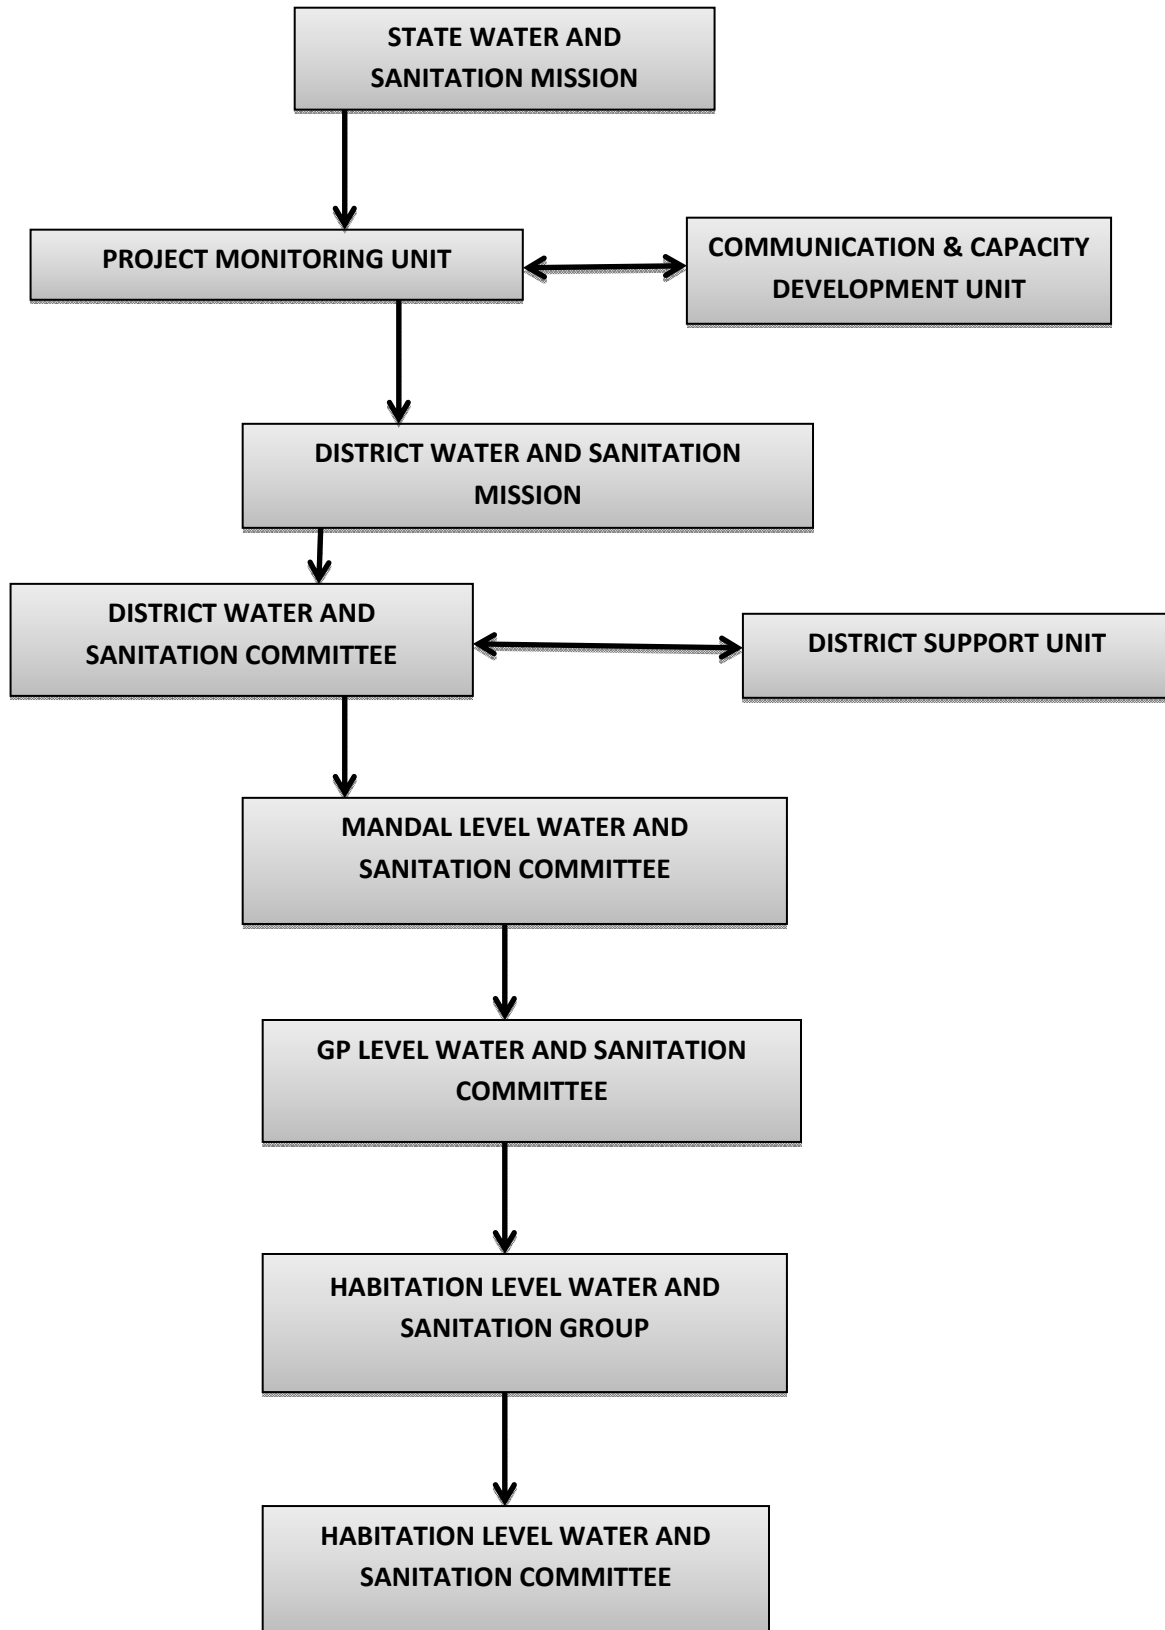 STATE WATER AND
SANITATION MISSION
PROJECT MONITORING UNIT
COMMUNICATION & CAPACITY
DEVELOPMENT UNIT
DISTRICT WATER AND SANITATION
MISSION
DISTRICT WATER AND
SANITATION COMMITTEE
DISTRICT SUPPORT UNIT
MANDAL LEVEL WATER AND
SANITATION COMMITTEE
GP LEVEL WATER AND SANITATION
COMMITTEE
HABITATION LEVEL WATER AND
SANITATION GROUP
HABITATION LEVEL WATER AND
SANITATION COMMITTEE